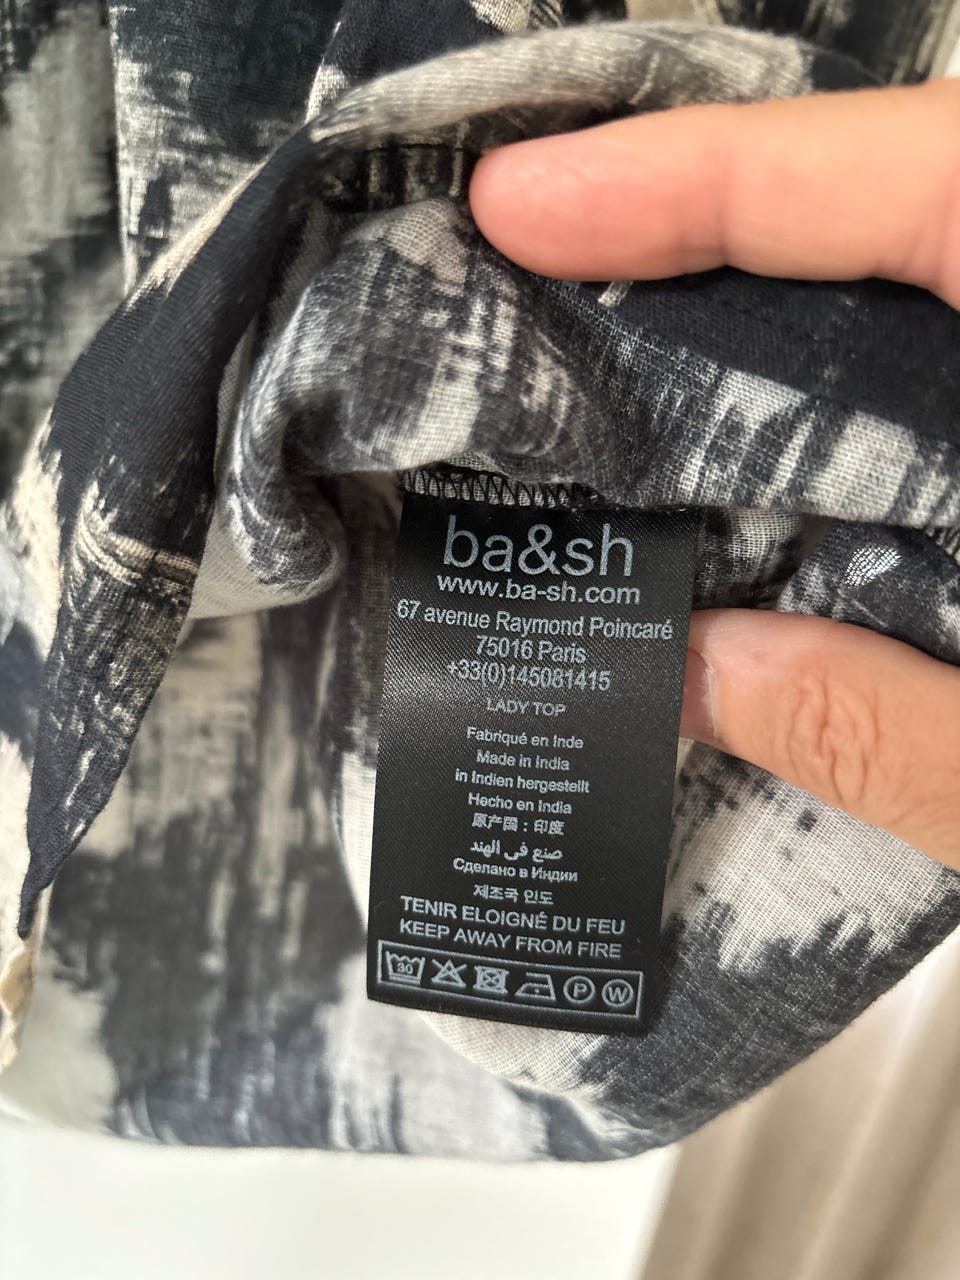 ba&sh
www.ba-sh.com
67 avenue Raymond Poincaré
75016 Paris
+33(0)145081415
LADY TOP
Fabriqué en Inde
Made in India
in Indien hergestellt
Hecho en India
原产国：印度
صنع في الهند
Сделано в Индии
제조국 인도
TENIR ELOIGNÉ DU FEU
KEEP AWAY FROM FIRE
30 P W